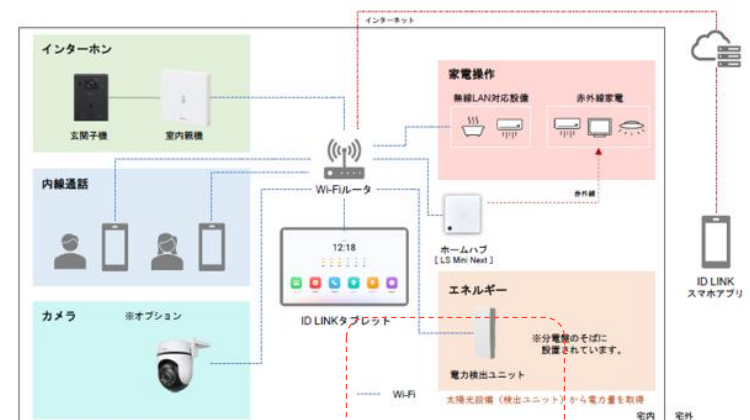 インターネット
インターホン
玄関子機
室内親機
家電操作
無線LAN対応設備
赤外線家電
Wi-Fiルータ
赤外線
内線通話
ホームハブ
[ LS Mini Next ]
12:18
ID LINKタブレット
ID LINK
スマホアプリ
カメラ
※オプション
エネルギー
※分電盤のそばに
設置されています。
電力検出ユニット
Wi-Fi
太陽光設備（検出ユニット）から電力量を取得
宅内
宅外